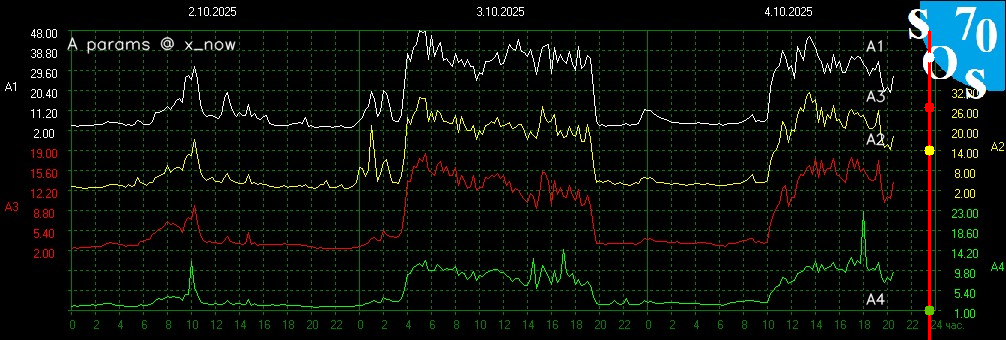 2.10.2025 3.10.2025 4.10.2025
A params @ x_now
S 70
O S
A1 48.00 38.80 29.60 20.40 11.20 2.00
A3 19.00 15.60 12.20 8.80 5.40 2.00
A1
A3
A2
A4
32.00 26.00 20.00 14.00 8.00 2.00 A2
23.00 18.60 14.20 9.80 5.40 1.00 A4
0 2 4 6 8 10 12 14 16 18 20 22 0 2 4 6 8 10 12 14 16 18 20 22 0 2 4 6 8 10 12 14 16 18 20 22 24 час.